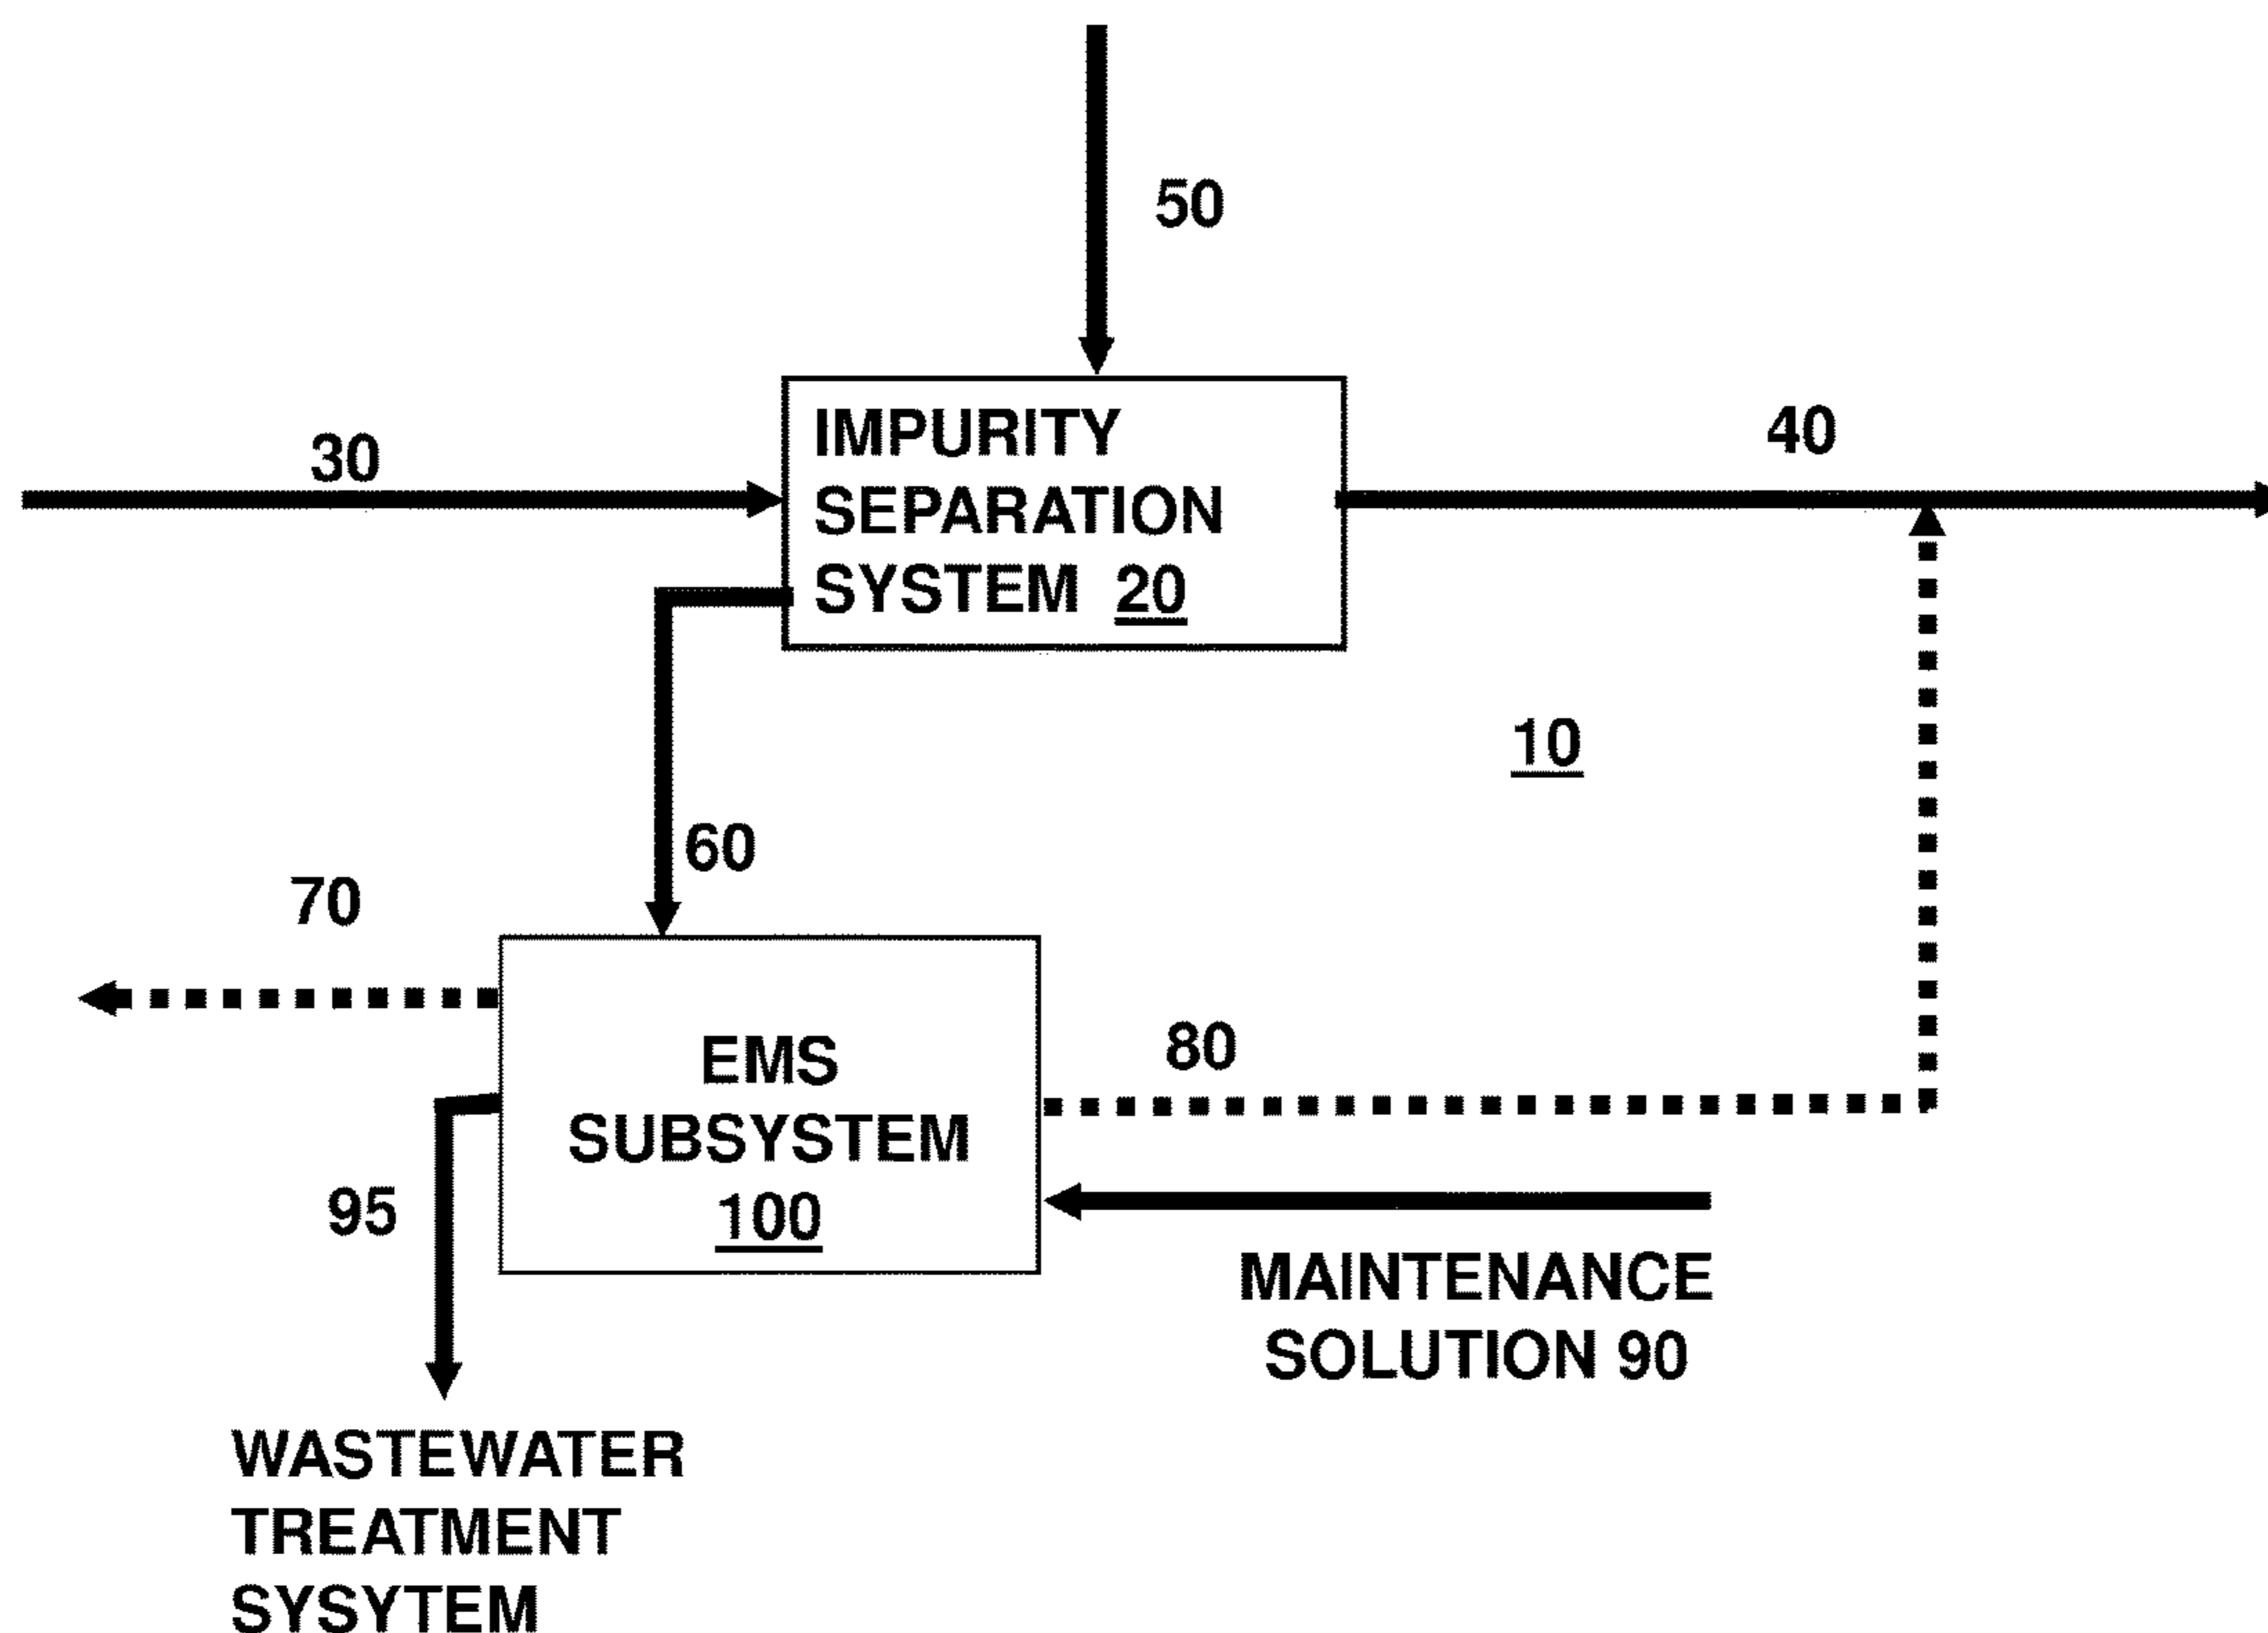 50
30
40
IMPURITY
SEPARATION
SYSTEM 20
10
60
70
80
EMS
SUBSYSTEM
100
95
MAINTENANCE
SOLUTION 90
WASTEWATER
TREATMENT
SYSYTEM